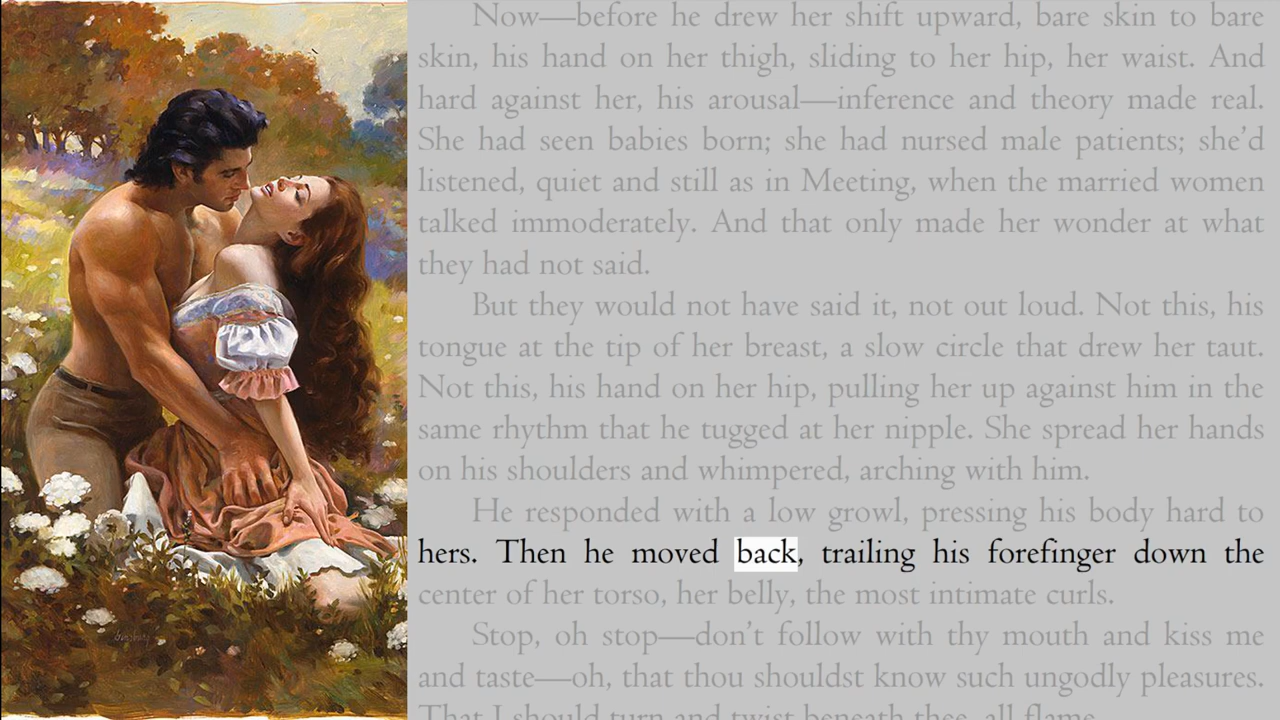 Now—before he drew her shift upward, bare skin to bare
skin, his hand on her thigh, sliding to her hip, her waist. And
hard against her, his arousal—inference and theory made real.
She had seen babies born; she had nursed male patients; she’d
listened, quiet and still as in Meeting, when the married women
talked immoderately. And that only made her wonder at what
they had not said.
But they would not have said it, not out loud. Not this, his
tongue at the tip of her breast, a slow circle that drew her taut.
Not this, his hand on her hip, pulling her up against him in the
same rhythm that he tugged at her nipple. She spread her hands
on his shoulders and whimpered, arching with him.
He responded with a low growl, pressing his body hard to
hers. Then he moved back, trailing his forefinger down the
center of her torso, her belly, the most intimate curls.
Stop, oh stop—don’t follow with thy mouth and kiss me
and taste—oh, that thou shouldst know such ungodly pleasures.
That I should turn and twist beneath thee, all flame